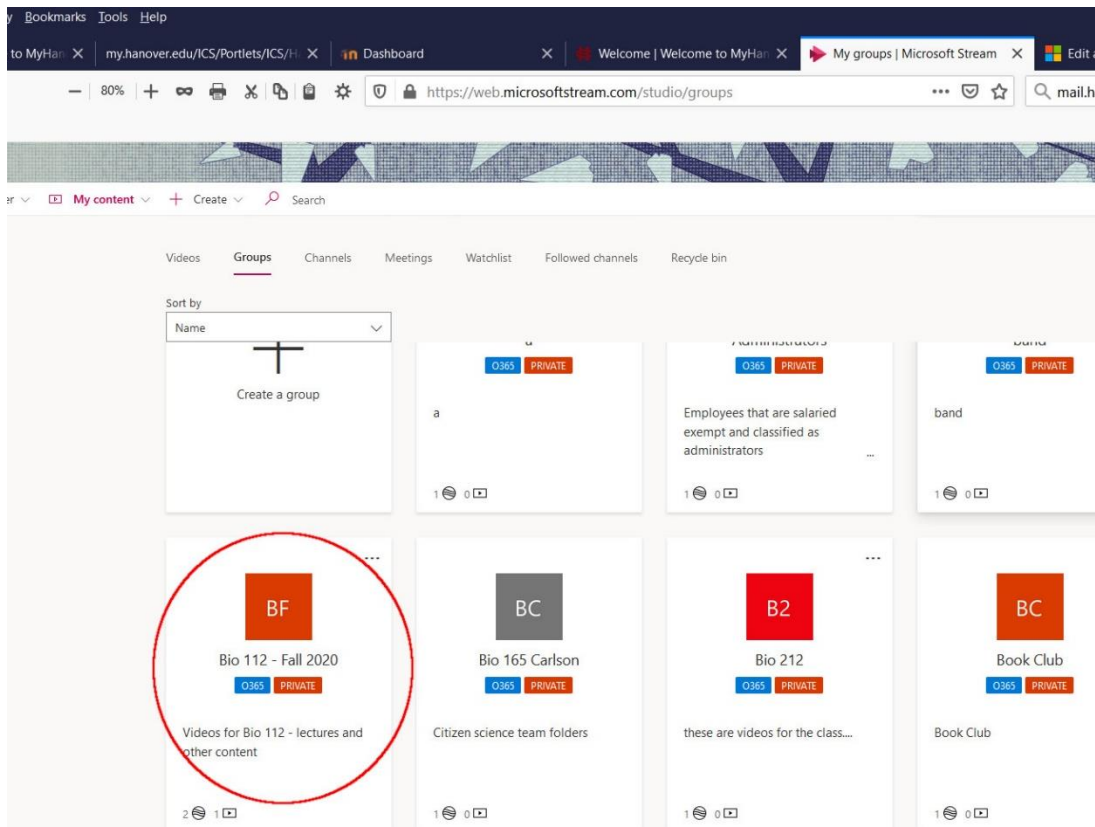 Bookmarks Tools Help
to MyHan my.hanover.edu/ICS/Portlets/ICS/H Dashboard Welcome | Welcome to MyHan My groups | Microsoft Stream Edit a
80% https://web.microsoftstream.com/studio/groups mail.h
My content Create Search
Videos Groups Channels Meetings Watchlist Followed channels Recycle bin
Sort by
Name
Create a group
a
O365 PRIVATE
a
1 0
Administrators
O365 PRIVATE
Employees that are salaried
exempt and classified as
administrators
...
1 0
band
O365 PRIVATE
band
1 0
BF
Bio 112 - Fall 2020
O365 PRIVATE
Videos for Bio 112 - lectures and
other content
2 1
BC
Bio 165 Carlson
O365 PRIVATE
Citizen science team folders
1 0
B2
Bio 212
O365 PRIVATE
these are videos for the class....
1 0
BC
Book Club
O365 PRIVATE
Book Club
1 0